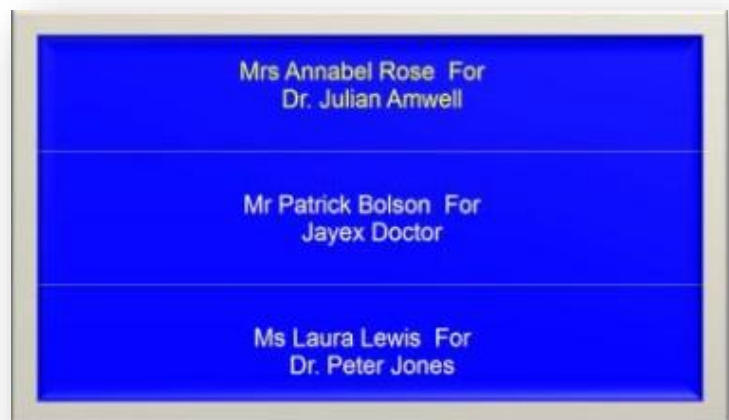 Mrs Annabel Rose For
Dr. Julian Amwell
Mr Patrick Bolson For
Jayex Doctor
Ms Laura Lewis For
Dr. Peter Jones